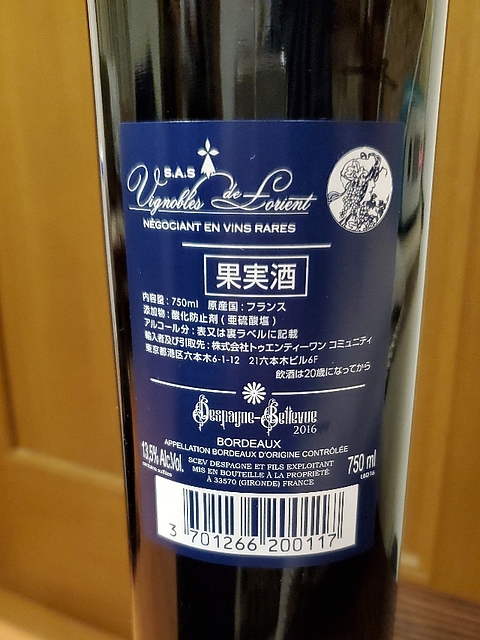 S.A.S
Vignobles de Lorient
NÉGOCIANT EN VINS RARES
果実酒
内容量：750ml 原産国：フランス
添加物：酸化防止剤（亜硫酸塩）
アルコール分：表又は裏ラベルに記載
輸入者及び引取先：株式会社トゥエンティーワン コミュニティ
東京都港区六本木6-1-12 21六本木ビル6F
飲酒は20歳になってから
Despagne-Bellevue
2016
BORDEAUX
APPELLATION BORDEAUX D'ORIGINE CONTRÔLÉE
13,5% Alc.Vol.
SCEV DESPAGNE ET FILS EXPLOITANT
MIS EN BOUTEILLE À LA PROPRIÉTÉ
À 33570 (GIRONDE) FRANCE
750 ml
3 701266 200117